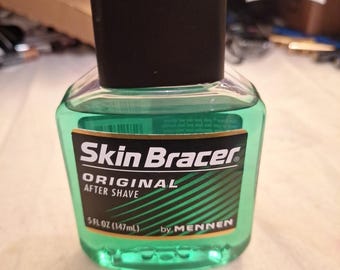 Skin Bracer®
ORIGINAL
AFTER SHAVE
5 FL OZ (147mL) by MENNEN